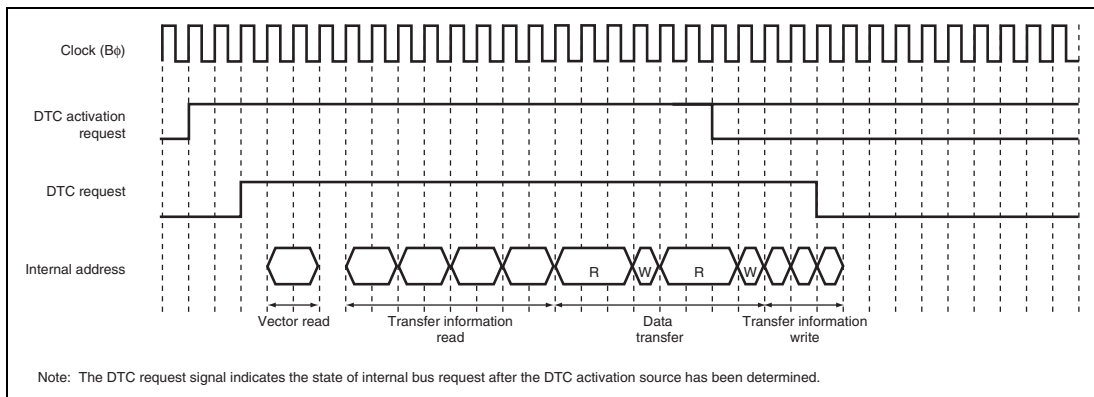 Clock (Bϕ)
DTC activation
request
DTC request
Internal address
R
W
R
W
Vector read
Transfer information
read
Data
transfer
Transfer information
write
Note: The DTC request signal indicates the state of internal bus request after the DTC activation source has been determined.